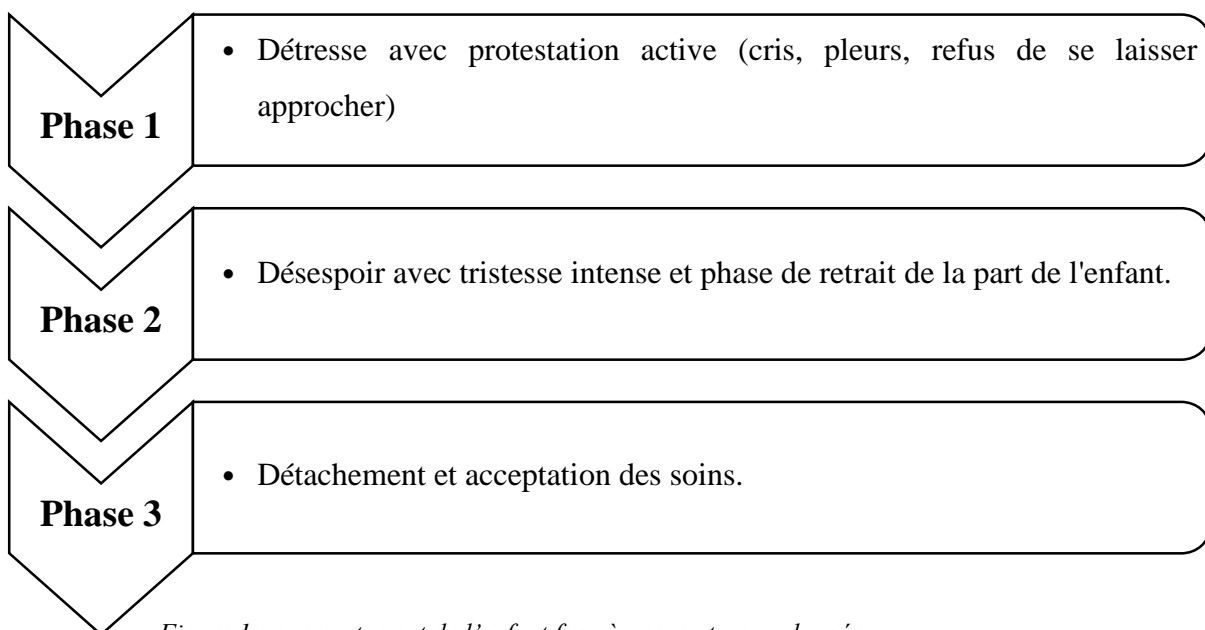 • Détresse avec protestation active (cris, pleurs, refus de se laisser
approcher)
Phase 1
• Désespoir avec tristesse intense et phase de retrait de la part de l'enfant.
Phase 2
• Détachement et acceptation des soins.
Phase 3